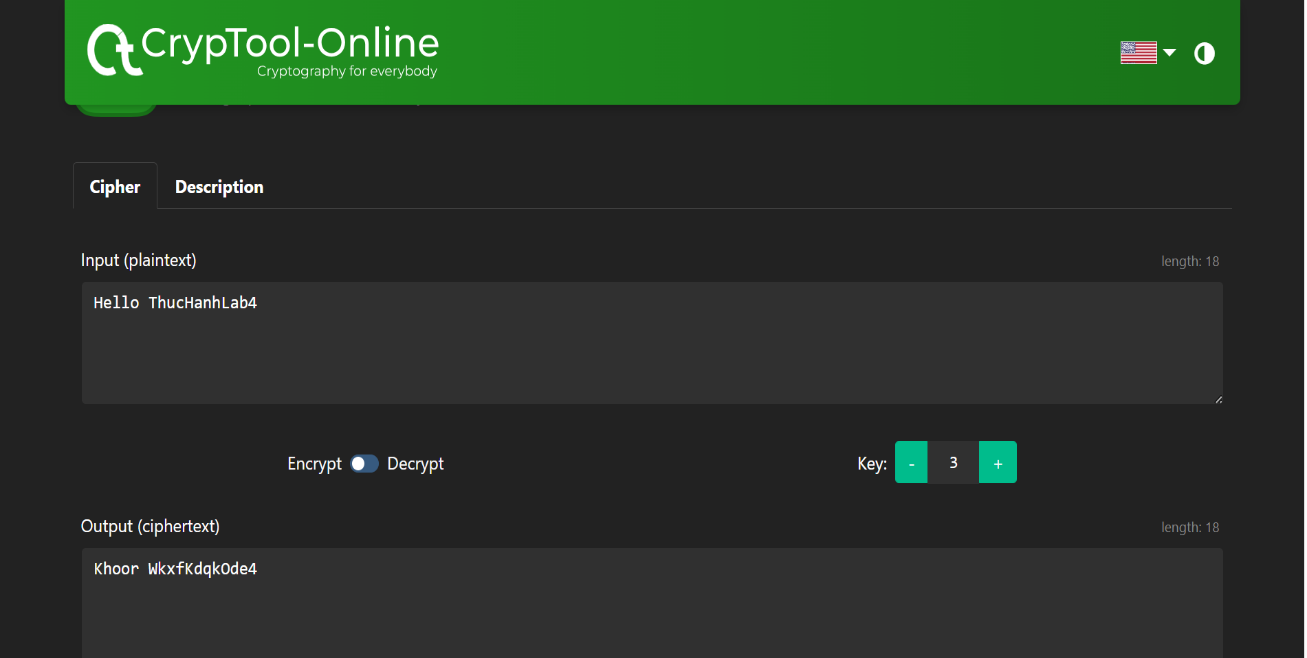 CrypTool-Online
Cryptography for everybody
Cipher Description
Input (plaintext) length: 18
Hello ThucHanhLab4
Encrypt Decrypt Key: - 3 +
Output (ciphertext) length: 18
Khoor WkxfKdqkOde4